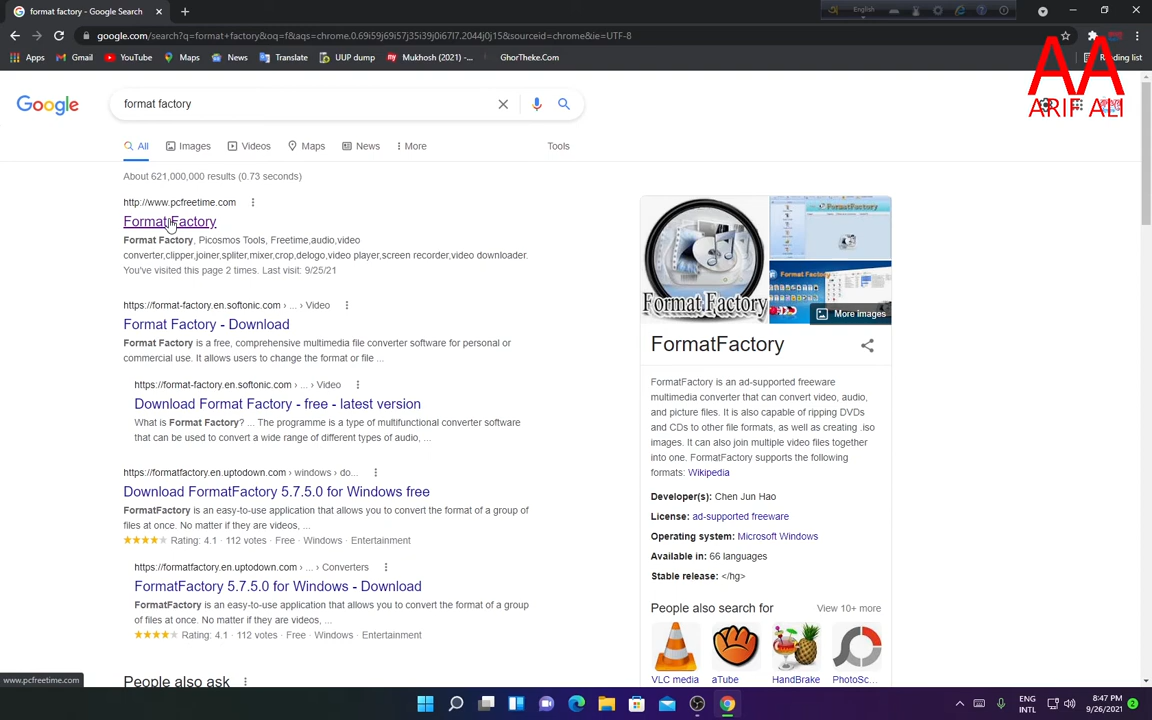 format factory - Google Search
English
google.com/search?q=format+factory&oq=f&aqs=chrome.0.69i59j69i57j35i39j0i67l7.2044j0j15&sourceid=chrome&ie=UTF-8
Apps Gmail YouTube Maps News Translate UUP dump Mukhosh (2021) -... GhorTheke.Com Reading list
AA
ARIF ALI
Google
format factory
All Images Videos Maps News More Tools
About 621,000,000 results (0.73 seconds)
http://www.pcfreetime.com
Format Factory
Format Factory, Picosmos Tools, Freetime,audio,video
converter,clipper,joiner,spliter,mixer,crop,delogo,video player,screen recorder,video downloader.
You've visited this page 2 times. Last visit: 9/25/21
https://format-factory.en.softonic.com › ... › Video
Format Factory - Download
Format Factory is a free, comprehensive multimedia file converter software for personal or
commercial use. It allows users to change the format or file ...
https://format-factory.en.softonic.com › ... › Video
Download Format Factory - free - latest version
What is Format Factory? ... The programme is a type of multifunctional converter software
that can be used to convert a wide range of different types of audio, ...
https://formatfactory.en.uptodown.com › windows › do...
Download FormatFactory 5.7.5.0 for Windows free
FormatFactory is an easy-to-use application that allows you to convert the format of a group of
files at once. No matter if they are videos, ...
Rating: 4.1 · 112 votes · Free · Windows · Entertainment
https://formatfactory.en.uptodown.com › ... › Converters
FormatFactory 5.7.5.0 for Windows - Download
FormatFactory is an easy-to-use application that allows you to convert the format of a group
of files at once. No matter if they are videos, ...
Rating: 4.1 · 112 votes · Free · Windows · Entertainment
People also ask
Format Factory
FormatFactory
Format Factory
More images
FormatFactory
FormatFactory is an ad-supported freeware
multimedia converter that can convert video, audio,
and picture files. It is also capable of ripping DVDs
and CDs to other file formats, as well as creating .iso
images. It can also join multiple video files together
into one. FormatFactory supports the following
formats: Wikipedia
Developer(s): Chen Jun Hao
License: ad-supported freeware
Operating system: Microsoft Windows
Available in: 66 languages
Stable release: </hg>
People also search for View 10+ more
VLC media aTube HandBrake PhotoSc...
www.pcfreetime.com
ENG
INTL
8:47 PM
9/26/2021
2